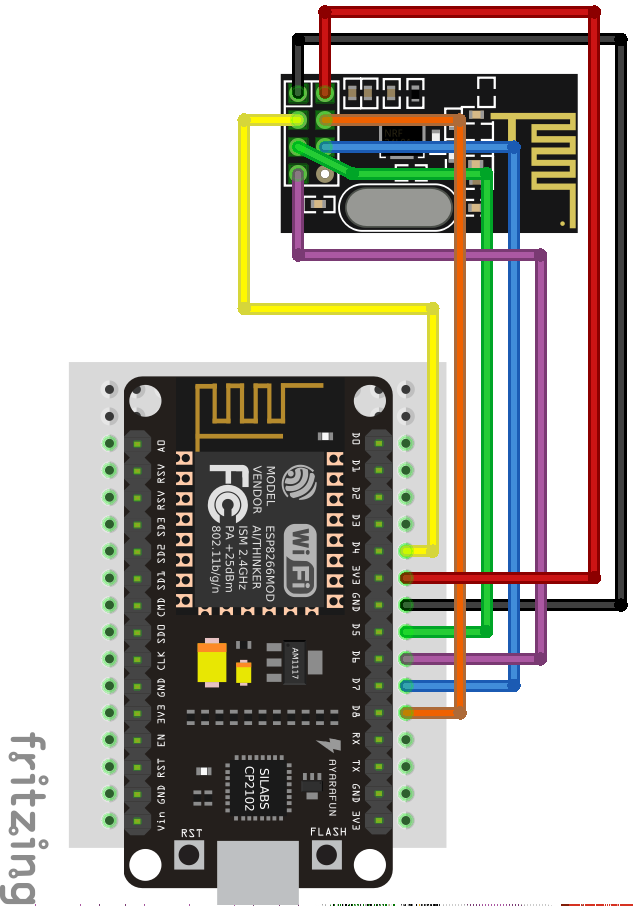 NRF
A0
RSV
RSV
SD3
SD2
SD1
CMD
SD0
CLK
GND
3V3
EN
RST
GND
Vin
D0
D1
D2
D3
D4
3V3
GND
D5
D6
D7
D8
RX
TX
GND
3V3
FC
MODEL
VENDOR
ESP8266MOD
AI/THINKER
ISM 2.4GHz
PA +25dBm
802.11b/g/n
Wi Fi
AM1117
SILABS
CP2102
AYARAFUN
RST
FLASH
fritzing